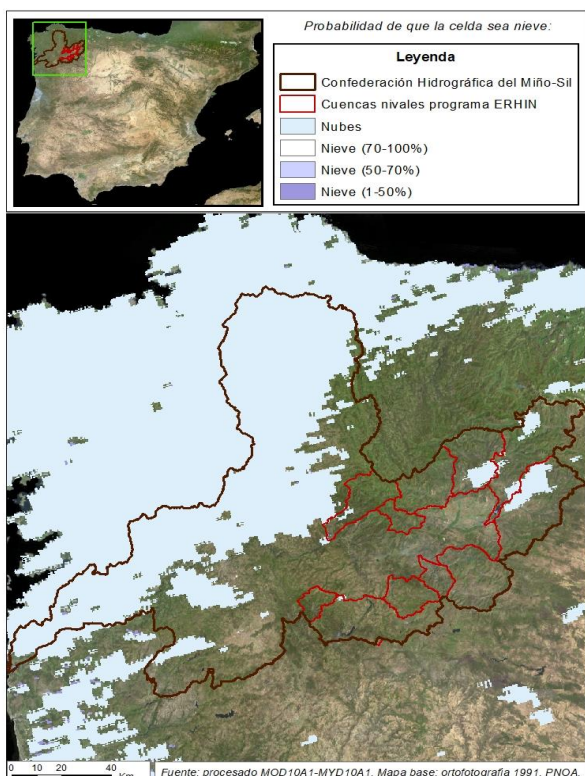 Probabilidad de que la celda sea nieve:
Leyenda
Confederación Hidrográfica del Miño-Sil
Cuencas nivales programa ERHIN
Nubes
Nieve (70-100%)
Nieve (50-70%)
Nieve (1-50%)
0 10 20 40
Km
Fuente: procesado MOD10A1-MYD10A1. Mapa base: ortofotografía 1991, PNOA